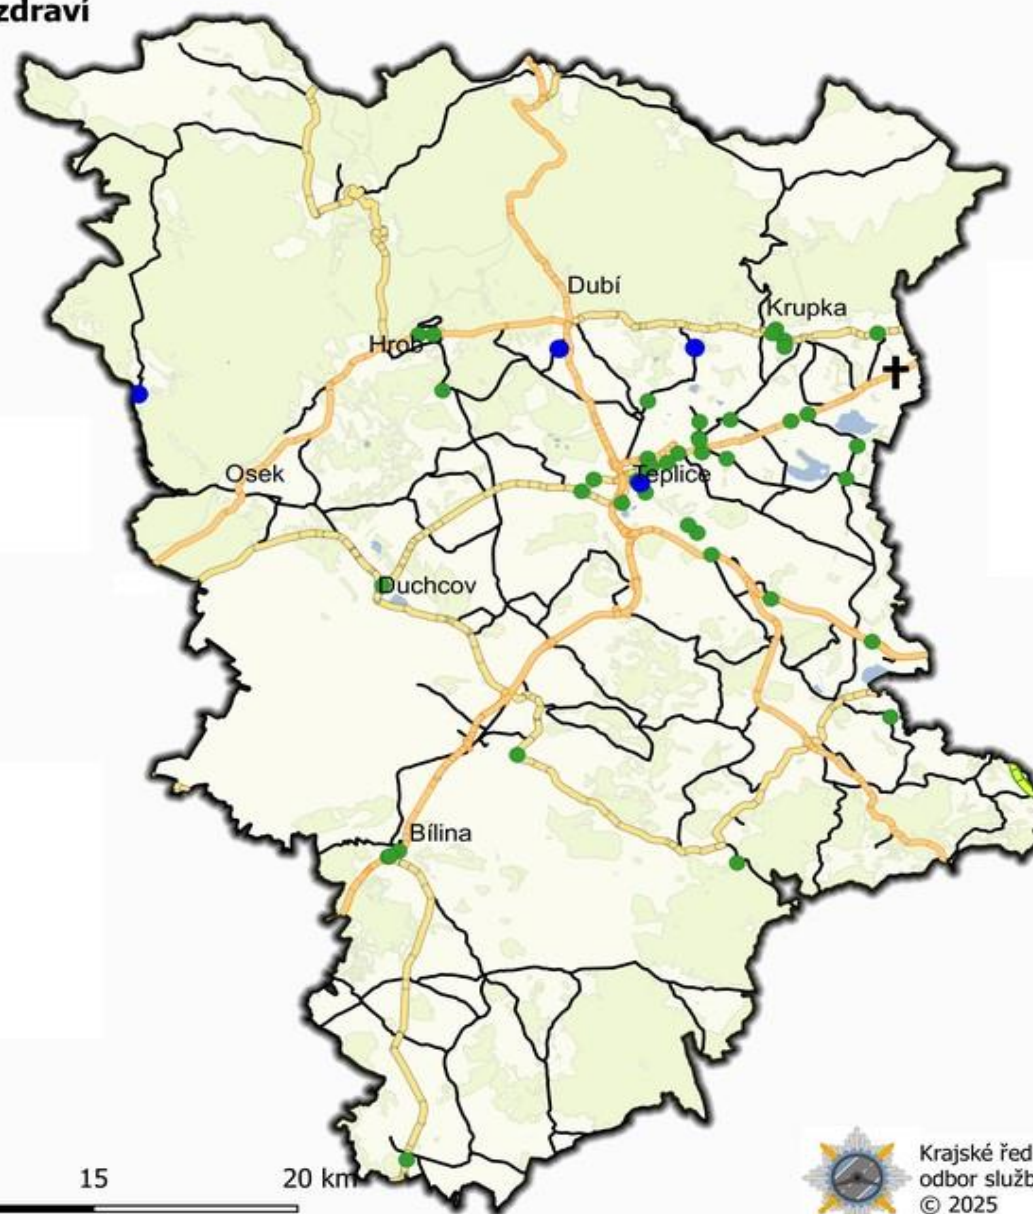 zdraví
Dubí
Krupka
Hrob
Osek
Teplice
Duchcov
Bílina
15 20 km
Krajské řed
odbor služb
© 2025